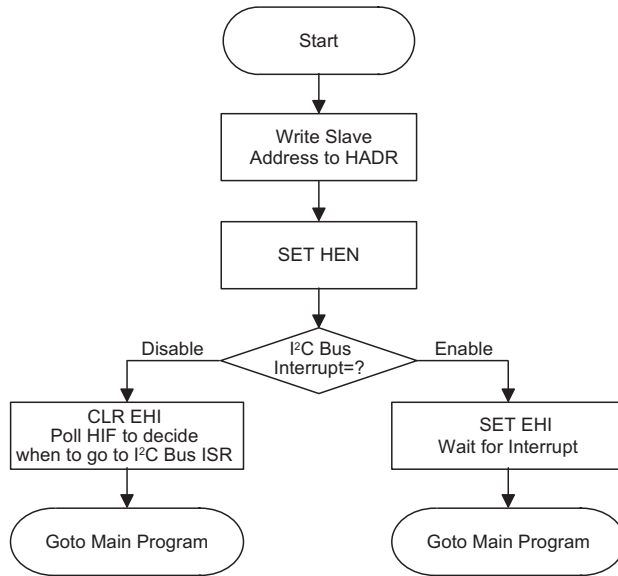 Start
Write Slave
Address to HADR
SET HEN
Disable
I²C Bus
Interrupt=?
Enable
CLR EHI
Poll HIF to decide
when to go to I²C Bus ISR
SET EHI
Wait for Interrupt
Goto Main Program
Goto Main Program